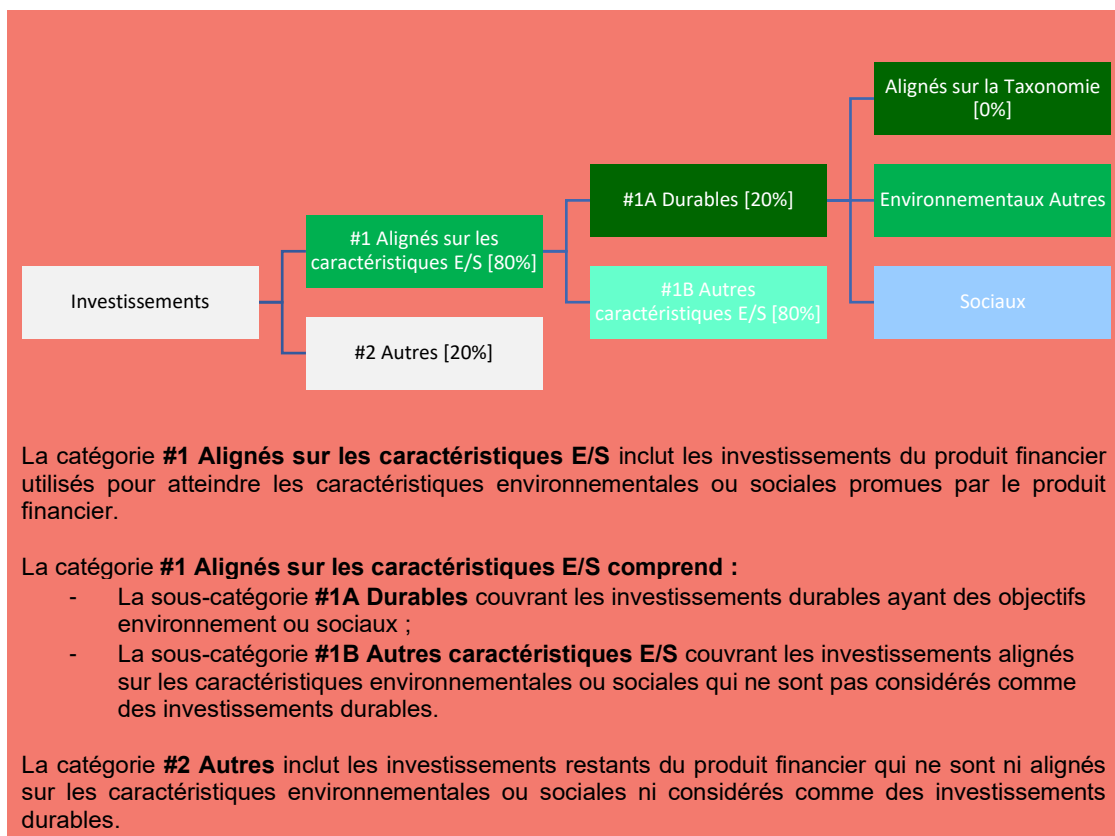 Investissements
#1 Alignés sur les
caractéristiques E/S [80%]
#2 Autres [20%]
#1A Durables [20%]
#1B Autres
caractéristiques E/S [80%]
Alignés sur la Taxonomie
[0%]
Environnementaux Autres
Sociaux
La catégorie #1 Alignés sur les caractéristiques E/S inclut les investissements du produit financier
utilisés pour atteindre les caractéristiques environnementales ou sociales promues par le produit
financier.
La catégorie #1 Alignés sur les caractéristiques E/S comprend :
- La sous-catégorie #1A Durables couvrant les investissements durables ayant des objectifs
environnement ou sociaux ;
- La sous-catégorie #1B Autres caractéristiques E/S couvrant les investissements alignés
sur les caractéristiques environnementales ou sociales qui ne sont pas considérés comme
des investissements durables.
La catégorie #2 Autres inclut les investissements restants du produit financier qui ne sont ni alignés
sur les caractéristiques environnementales ou sociales ni considérés comme des investissements
durables.